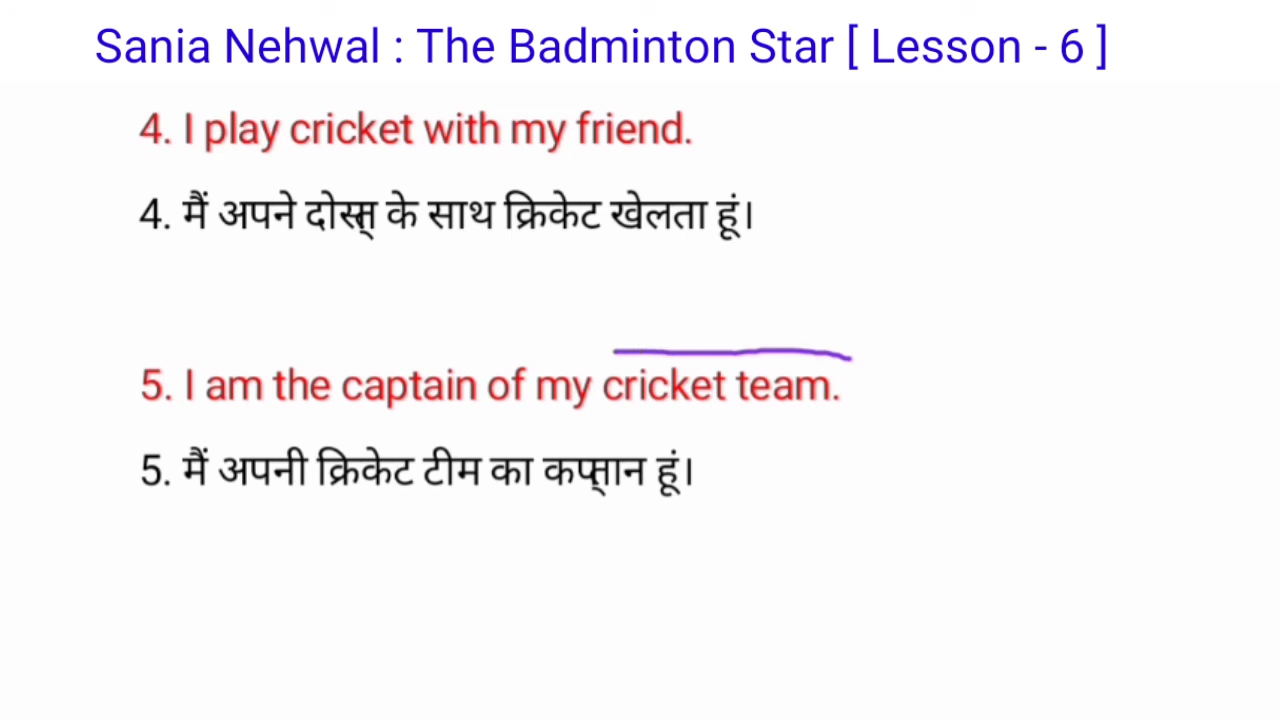 Sania Nehwal : The Badminton Star [ Lesson - 6 ]
4. I play cricket with my friend.
4. मैं अपने दोस्त् के साथ क्रिकेट खेलता हूं।
5. I am the captain of my cricket team.
5. मैं अपनी क्रिकेट टीम का कप्तान हूं।